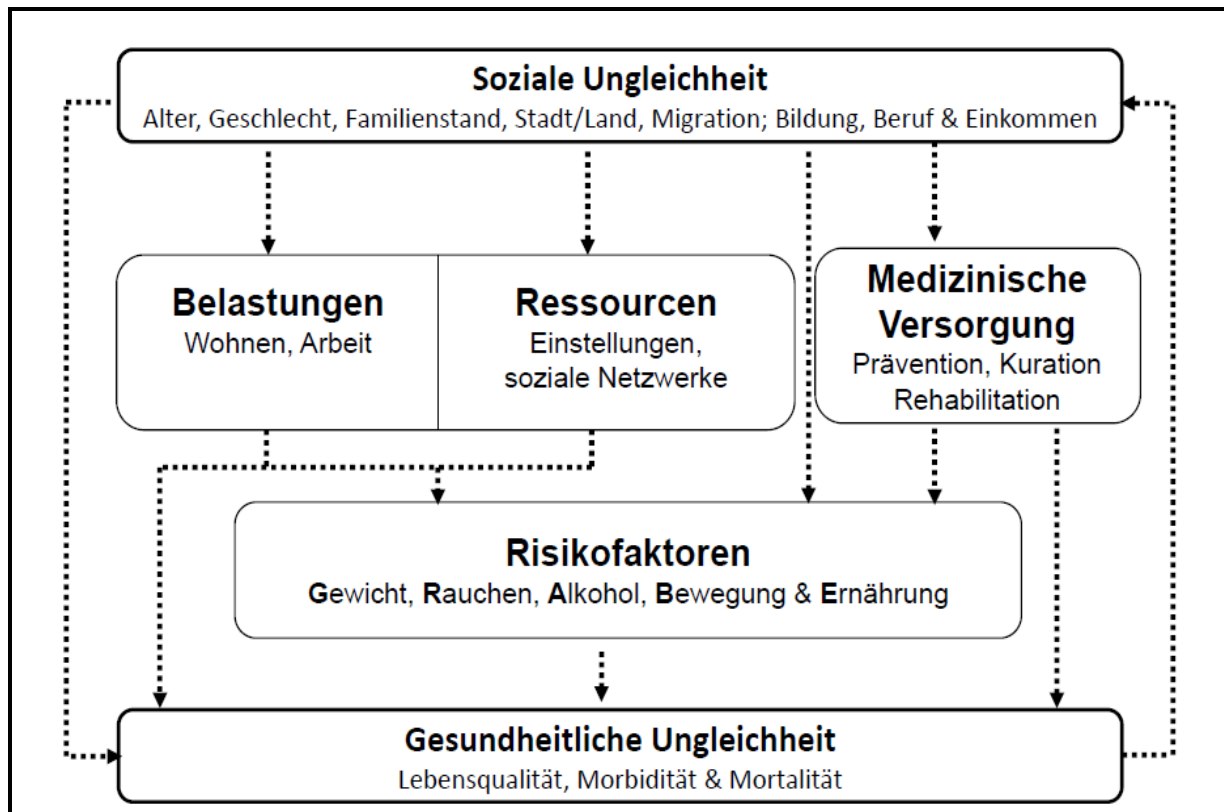 Soziale Ungleichheit
Alter, Geschlecht, Familienstand, Stadt/Land, Migration; Bildung, Beruf & Einkommen
Belastungen
Wohnen, Arbeit
Ressourcen
Einstellungen,
soziale Netzwerke
Medizinische
Versorgung
Prävention, Kuration
Rehabilitation
Risikofaktoren
Gewicht, Rauchen, Alkohol, Bewegung & Ernährung
Gesundheitliche Ungleichheit
Lebensqualität, Morbidität & Mortalität